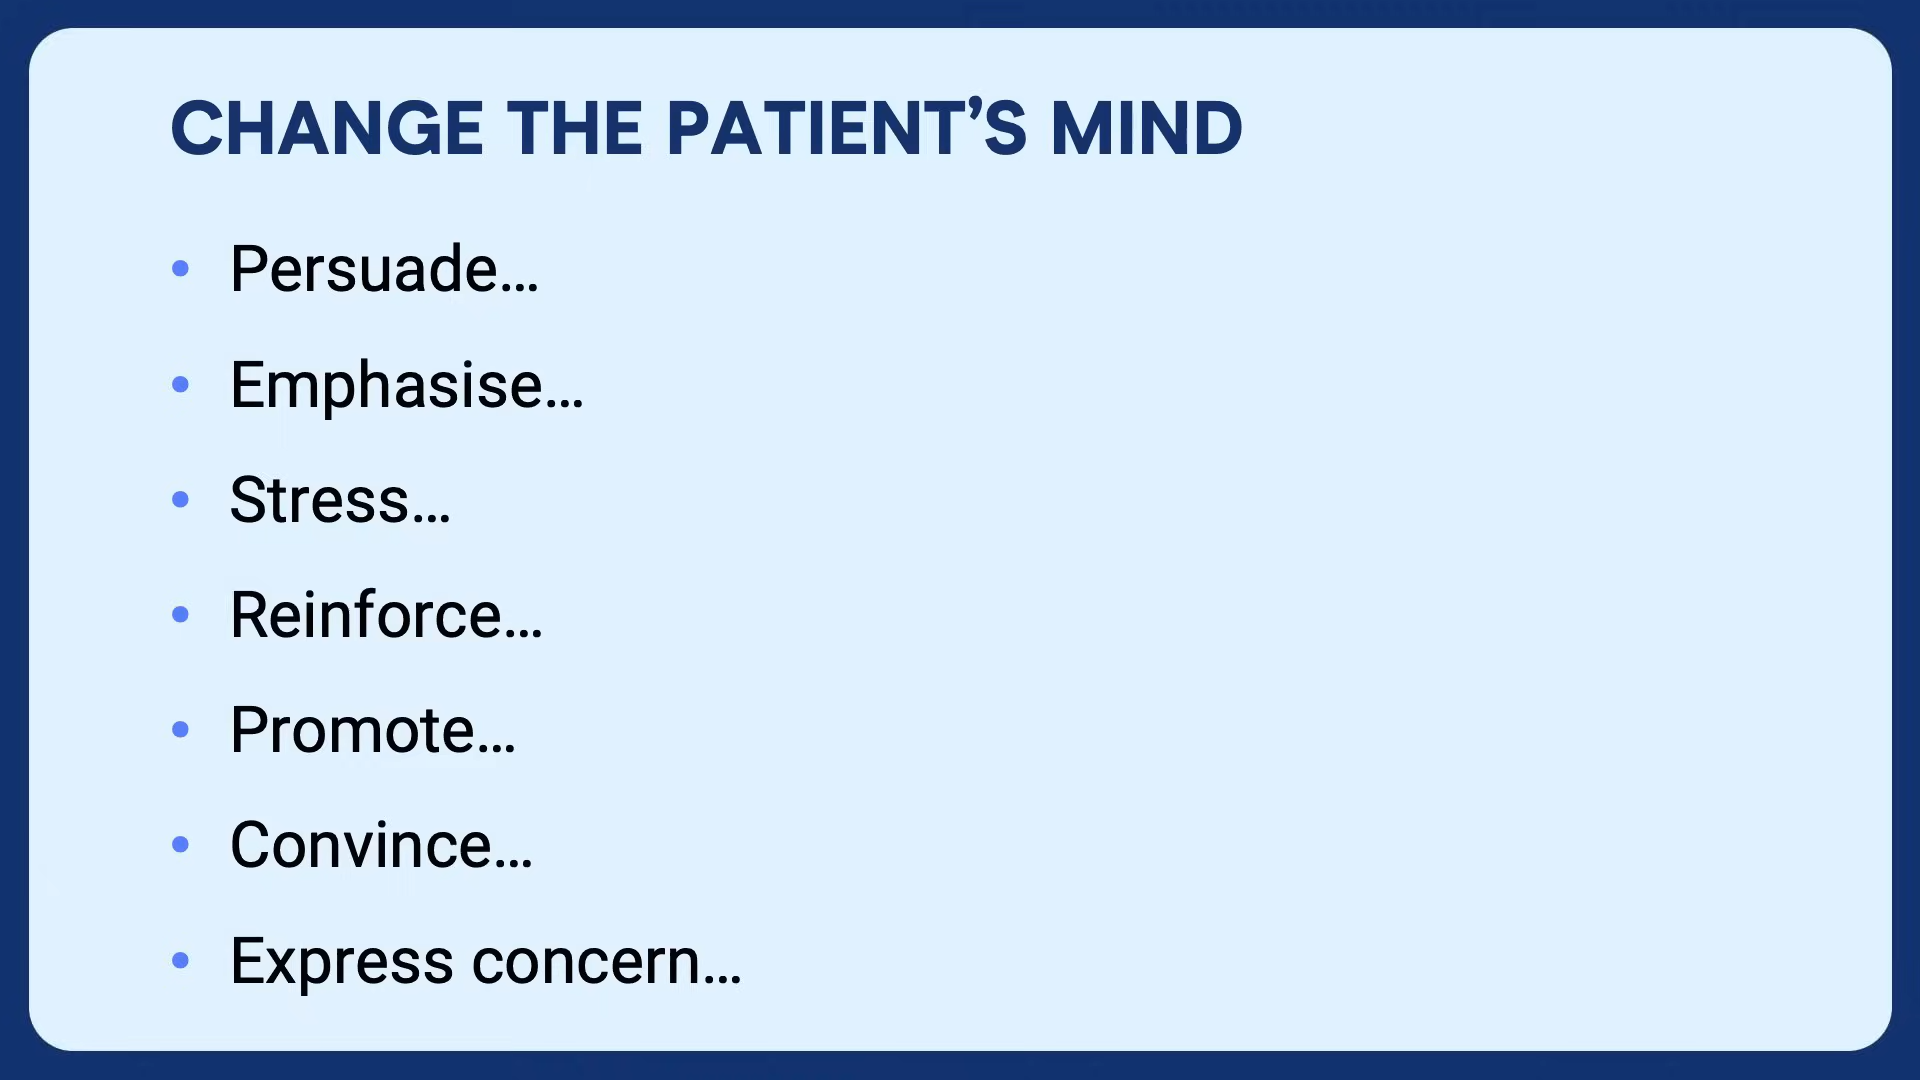 CHANGE THE PATIENT’S MIND
• Persuade…
• Emphasise…
• Stress…
• Reinforce…
• Promote…
• Convince…
• Express concern…